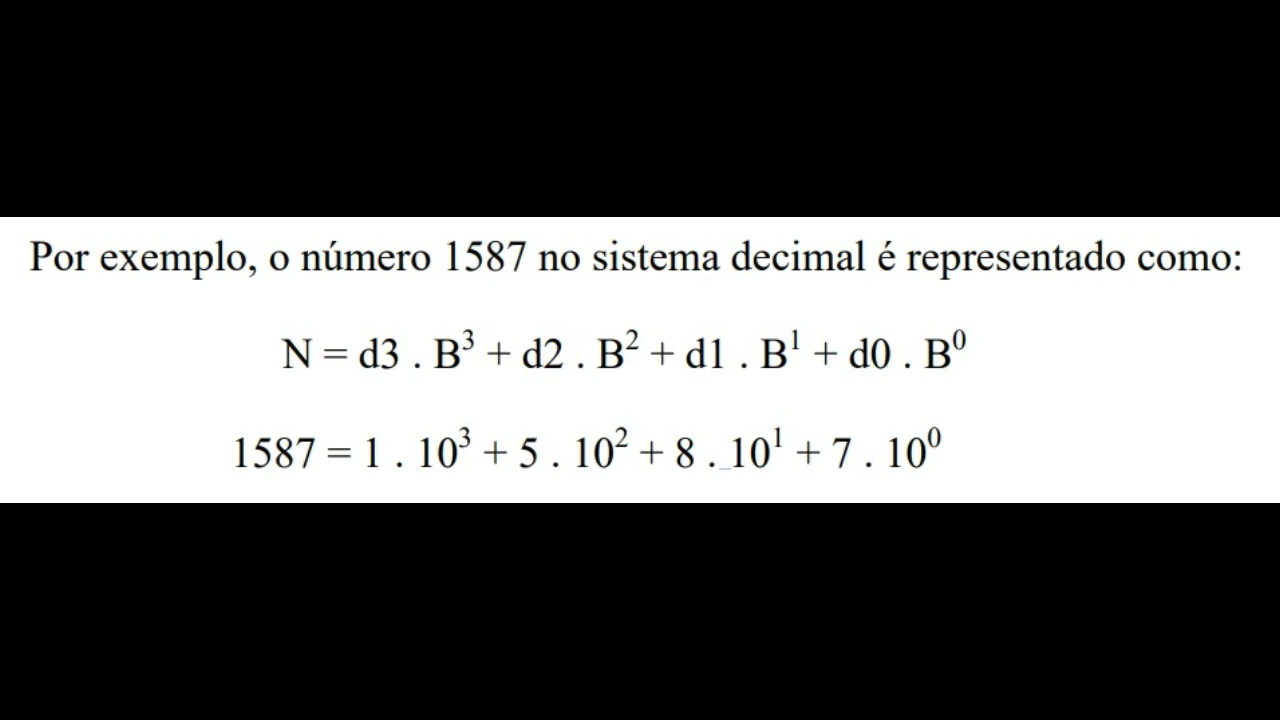 Por exemplo, o número 1587 no sistema decimal é representado como:
N = d3 . B³ + d2 . B² + d1 . B¹ + d0 . B⁰
1587 = 1 . 10³ + 5 . 10² + 8 . 10¹ + 7 . 10⁰